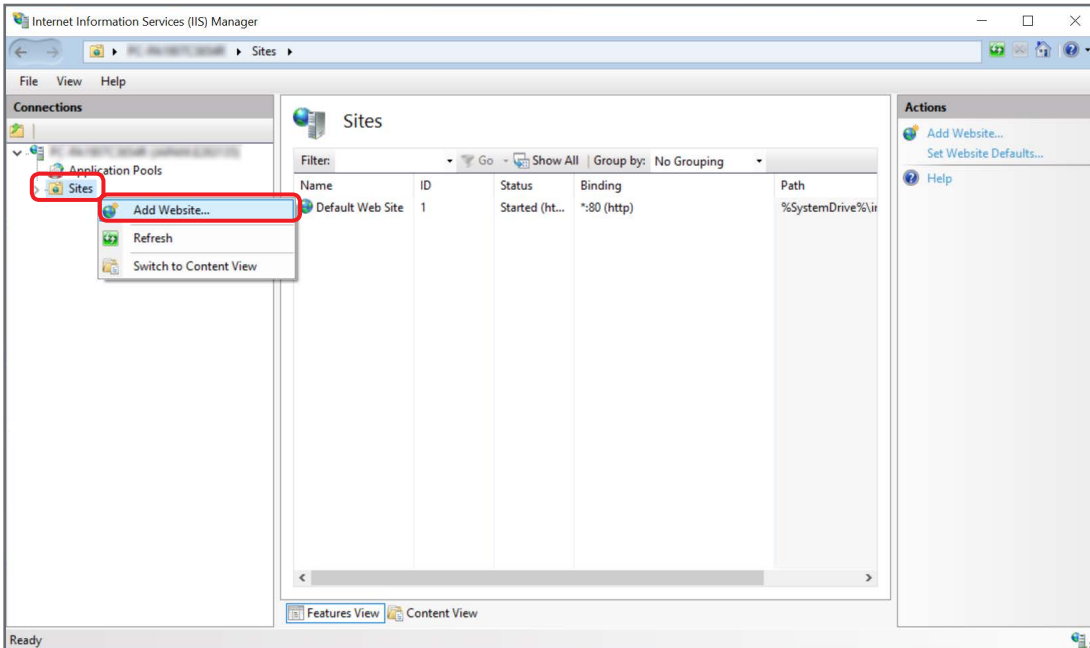 Internet Information Services (IIS) Manager
Sites
File View Help
Connections
Application Pools
Sites
Add Website...
Refresh
Switch to Content View
Sites
Filter: Go Show All Group by: No Grouping
Name ID Status Binding Path
Default Web Site 1 Started (ht... *:80 (http) %SystemDrive%\in
Features View Content View
Actions
Add Website...
Set Website Defaults...
Help
Ready